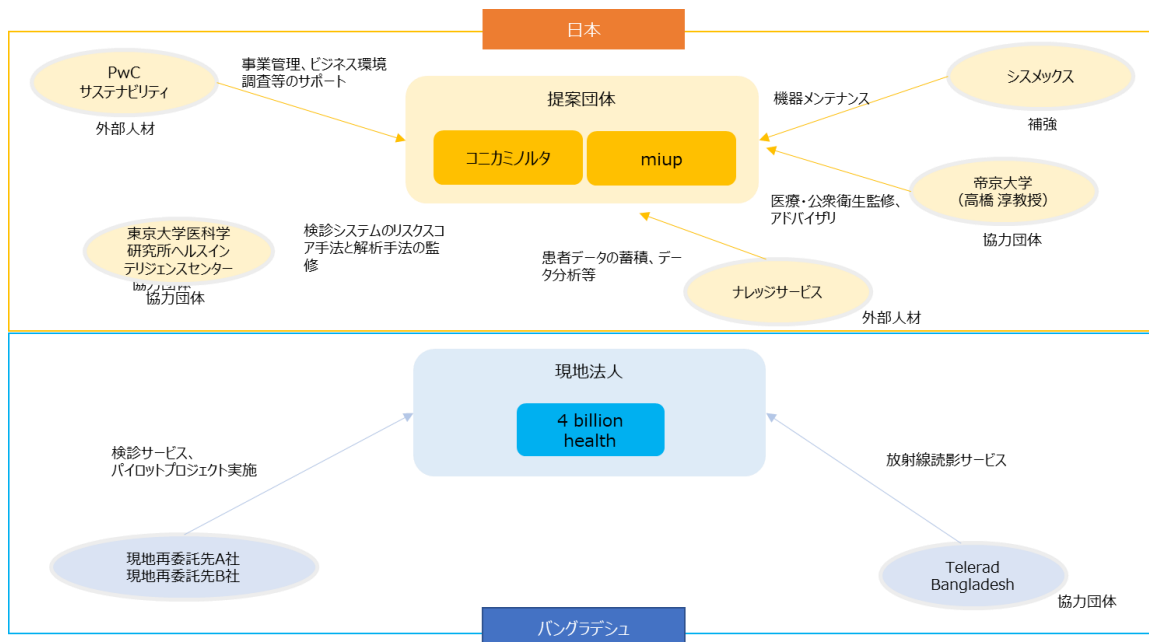 日本
PwC
サステナビリティ
外部人材
事業管理、ビジネス環境
調査等のサポート
提案団体
コニカミノルタ
miup
機器メンテナンス
シスメックス
補強
医療・公衆衛生監修、
アドバイザリ
帝京大学
(高橋 淳教授)
協力団体
東京大学医科学
研究所ヘルスイン
テリジェンスセンター
協力団体
協力団体
検診システムのリスクスコ
ア手法と解析手法の監
修
患者データの蓄積、デー
タ分析等
ナレッジサービス
外部人材
現地法人
4 billion
health
検診サービス、
パイロットプロジェクト実施
放射線読影サービス
現地再委託先A社
現地再委託先B社
Telerad
Bangladesh
協力団体
バングラデシュ